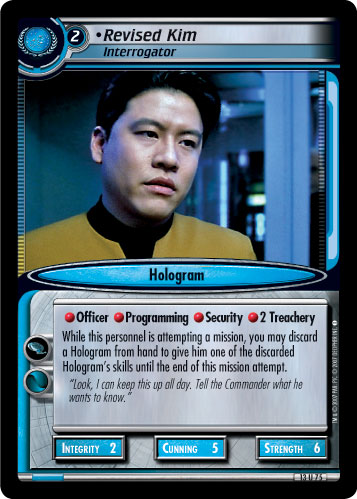 2 •Revised Kim
Interrogator
Hologram
Officer Programming Security 2 Treachery
While this personnel is attempting a mission, you may discard
a Hologram from hand to give him one of the discarded
Hologram's skills until the end of this mission attempt.
"Look, I can keep this up all day. Tell the Commander what he
wants to know."
INTEGRITY 2 CUNNING 5 STRENGTH 6
13 U 75